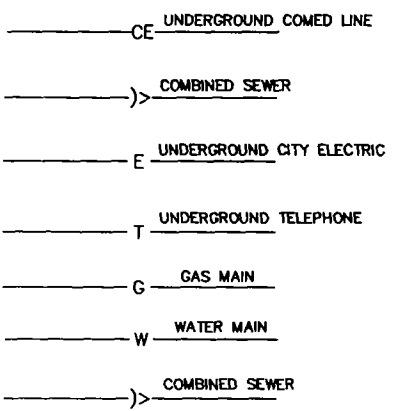 UNDERGROUND COMED LINE
CE
COMBINED SEWER
)>
UNDERGROUND CITY ELECTRIC
E
UNDERGROUND TELEPHONE
T
GAS MAIN
G
WATER MAIN
W
COMBINED SEWER
)>